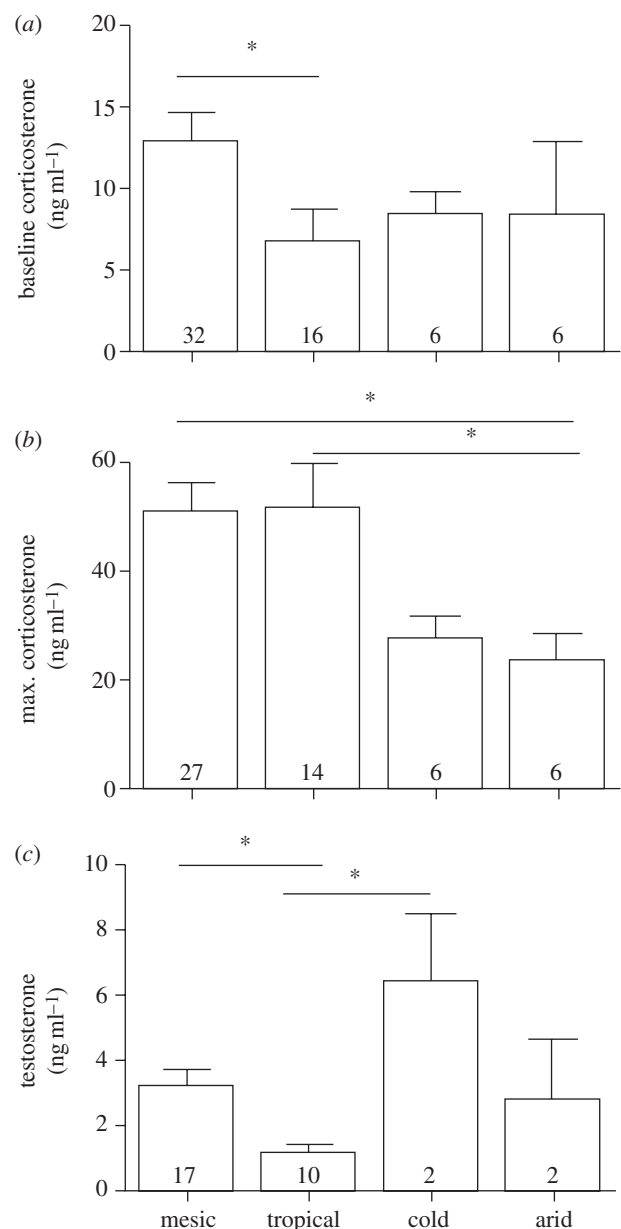 (a)
20
15
10
5
0
baseline corticosterone
(ng ml⁻¹)
*
32 16 6 6
(b)
60
40
20
0
max. corticosterone
(ng ml⁻¹)
*
*
27 14 6 6
(c)
10
8
6
4
2
0
testosterone
(ng ml⁻¹)
*
*
17 10 2 2
mesic tropical cold arid